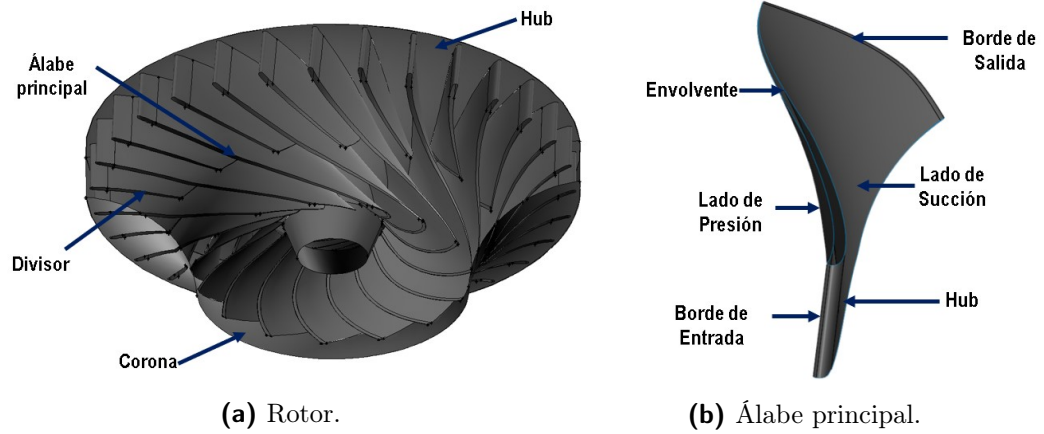 Hub
Álabe
principal
Divisor
Corona
(a) Rotor.
Borde de
Salida
Envolvente
Lado de
Succión
Lado de
Presión
Hub
Borde de
Entrada
(b) Álabe principal.